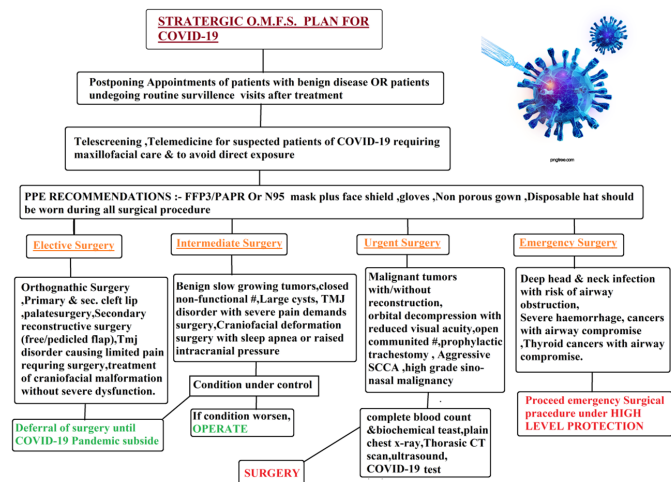 STRATERGIC O.M.F.S. PLAN FOR
COVID-19
pngtree.com
Postponing Appointments of patients with benign disease OR patients
undegoing routine survillence visits after treatment
Telescreening ,Telemedicine for suspected patients of COVID-19 requiring
maxillofacial care & to avoid direct exposure
PPE RECOMMENDATIONS :- FFP3/PAPR Or N95 mask plus face shield ,gloves ,Non porous gown ,Disposable hat should
be worn during all surgical procedure
Elective Surgery
Orthognathic Surgery
,Primary & sec. cleft lip
,palatesurgery,Secondary
reconstructive surgery
(free/pedicled flap),Tmj
disorder causing limited pain
requring surgery,treatment
of craniofacial malformation
without severe dysfunction.
Deferral of surgery until
COVID-19 Pandemic subside
Intermediate Surgery
Benign slow growing tumors,closed
non-functional #,Large cysts, TMJ
disorder with severe pain demands
surgery,Craniofacial deformation
surgery with sleep apnea or raised
intracranial pressure
Condition under control
If condition worsen,
OPERATE
Urgent Surgery
Malignant tumors
with/without
reconstruction,
orbital decompression with
reduced visual acuity,open
communited #,prophylactic
trachestomy , Aggressive
SCCA ,high grade sino-
nasal malignancy
complete blood count
&biochemical teast,plain
chest x-ray,Thorasic CT
scan,ultrasound,
COVID-19 test
SURGERY
Emergency Surgery
Deep head & neck infection
with risk of airway
obstruction,
Severe haemorrhage, cancers
with airway compromise
,Thyroid cancers with airway
compromise.
Proceed emergency Surgical
pracedure under HIGH
LEVEL PROTECTION